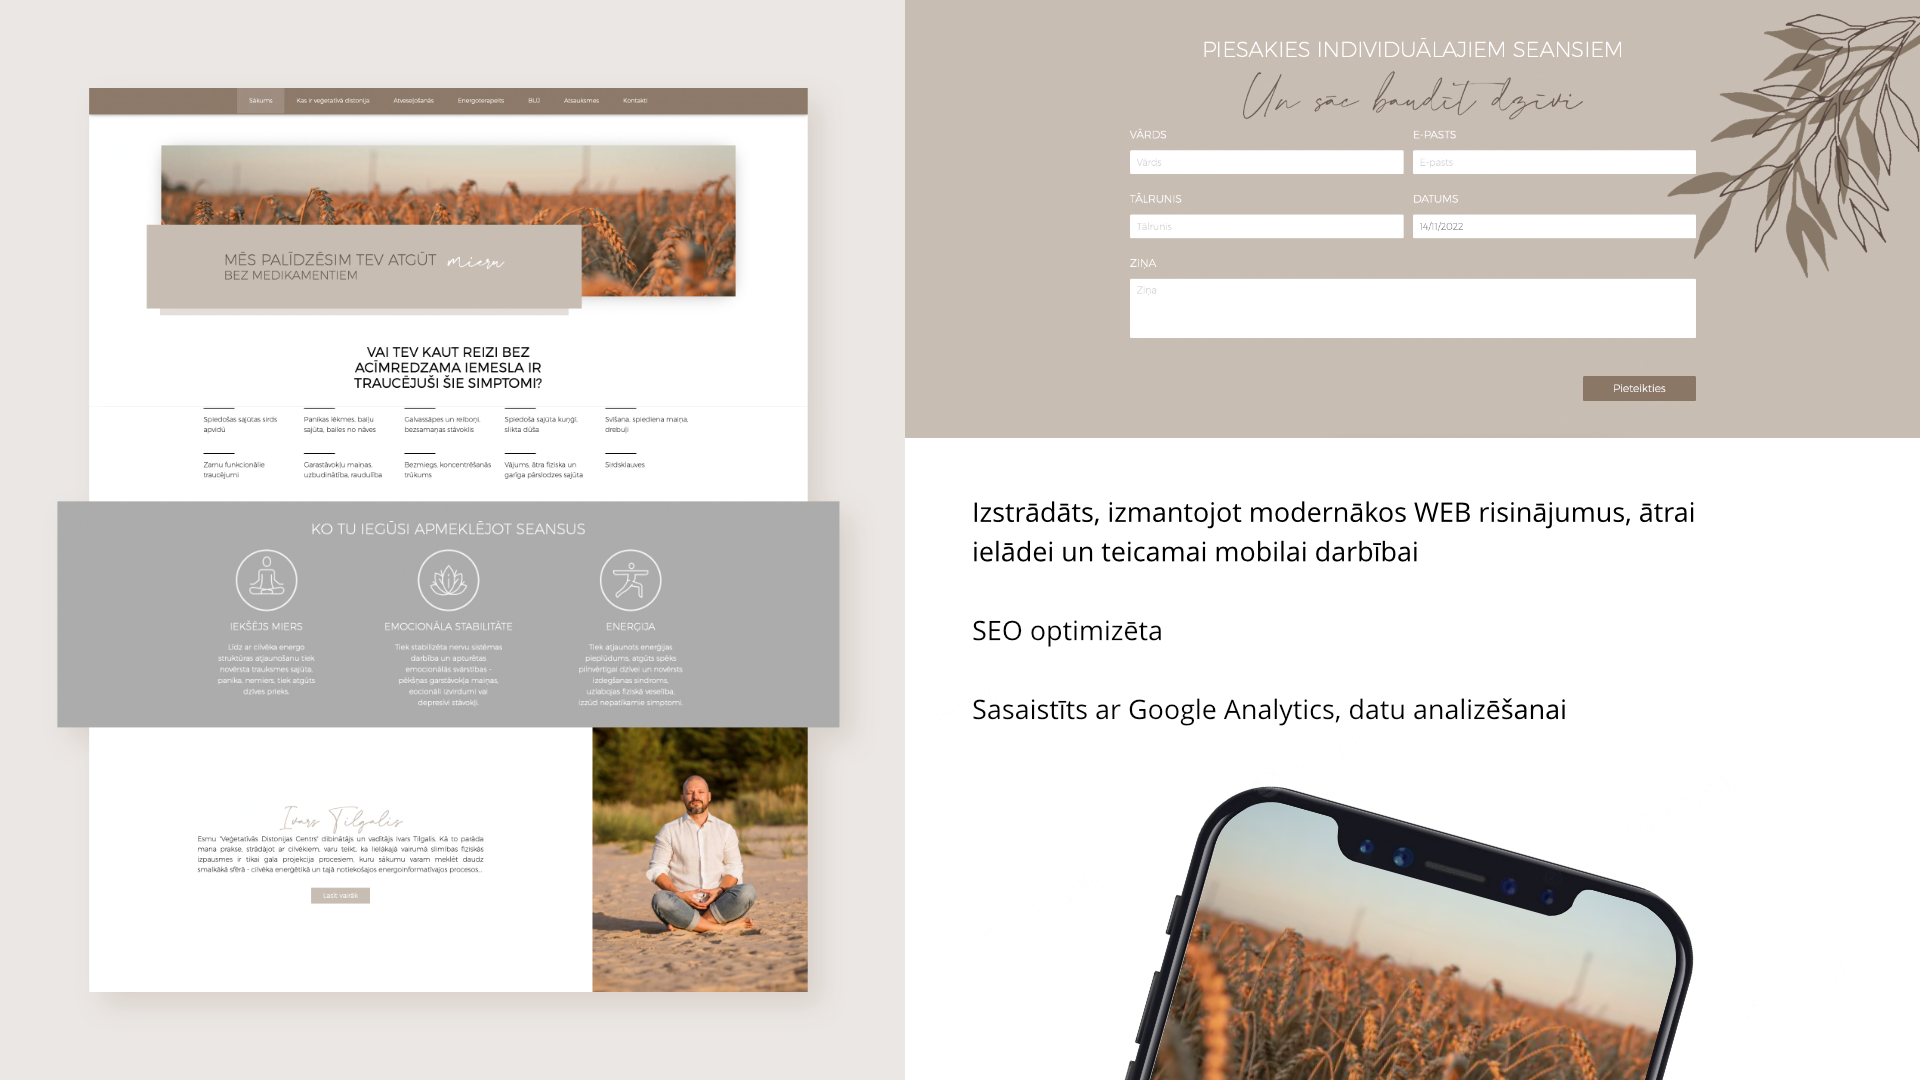 Sākums Kas ir veģetatīvā distonija Atveseļošanās Energoterapeits BUJ Atsauksmes Kontakti
MĒS PALĪDZĒSIM TEV ATGŪT mieru
BEZ MEDIKAMENTIEM
VAI TEV KAUT REIZI BEZ
ACĪMREDZAMA IEMESLA IR
TRAUCĒJUŠI ŠIE SIMPTOMI?
Spiedošas sajūtas sirds
apvidū
Panikas lēkmes, baiļu
sajūta, bailes no nāves
Galvassāpes un reiboņi,
bezsamaņas stāvoklis
Spiedoša sajūta kuņģī,
slikta dūša
Svīšana, spiediena maiņa,
drebuļi
Zarnu funkcionālie
traucējumi
Garastāvokļu maiņas,
uzbudinātība, raudulība
Bezmiegs, koncentrēšanās
trūkums
Vājums, ātra fiziska un
garīga pārslodzes sajūta
Sirdsklauves
KO TU IEGŪSI APMEKLĒJOT SEANSUS
IEKŠĒJS MIERS
Līdz ar cilvēka energo
struktūras atjaunošanu tiek
novērsta trauksmes sajūta,
panika, nemiers, tiek atgūts
dzīves prieks.
EMOCIONĀLA STABILITĀTE
Tiek stabilizēta nervu sistēmas
darbība un apturētas
emocionālās svārstības -
pēkšņas garstāvokļa maiņas,
eocionāli izvirdumi vai
depresīvi stāvokļi.
ENERĢIJA
Tiek atjaunots enerģijas
pieplūdums, atgūts spēks
pilnvērtīgai dzīvei un novērsts
izdegšanas sindroms,
uzlabojas fiziskā veselība,
izzūd nepatīkamie simptomi.
Ivars Tilgalis
Esmu "Veģetatīvās Distonijas Centrs" dibinātājs un vadītājs Ivars Tilgalis. Kā to parāda
mana prakse, strādājot ar cilvēkiem, varu teikt, ka lielākajā vairumā slimības fiziskās
izpausmes ir tikai gala projekcija procesiem, kuru sākumu varam meklēt daudz
smalkākā sfērā - cilvēka enerģētikā un tajā notiekošajos energoinformatīvajos procesos...
Lasīt vairāk
PIESAKIES INDIVIDUĀLAJIEM SEANSIEM
Un sāc baudīt dzīvi
VĀRDS E-PASTS
Vārds E-pasts
TĀLRUNIS DATUMS
Tālrunis 14/11/2022
ZIŅA
Ziņa
Pieteikties
Izstrādāts, izmantojot modernākos WEB risinājumus, ātrai
ielādei un teicamai mobilai darbībai
SEO optimizēta
Sasaistīts ar Google Analytics, datu analizēšanai